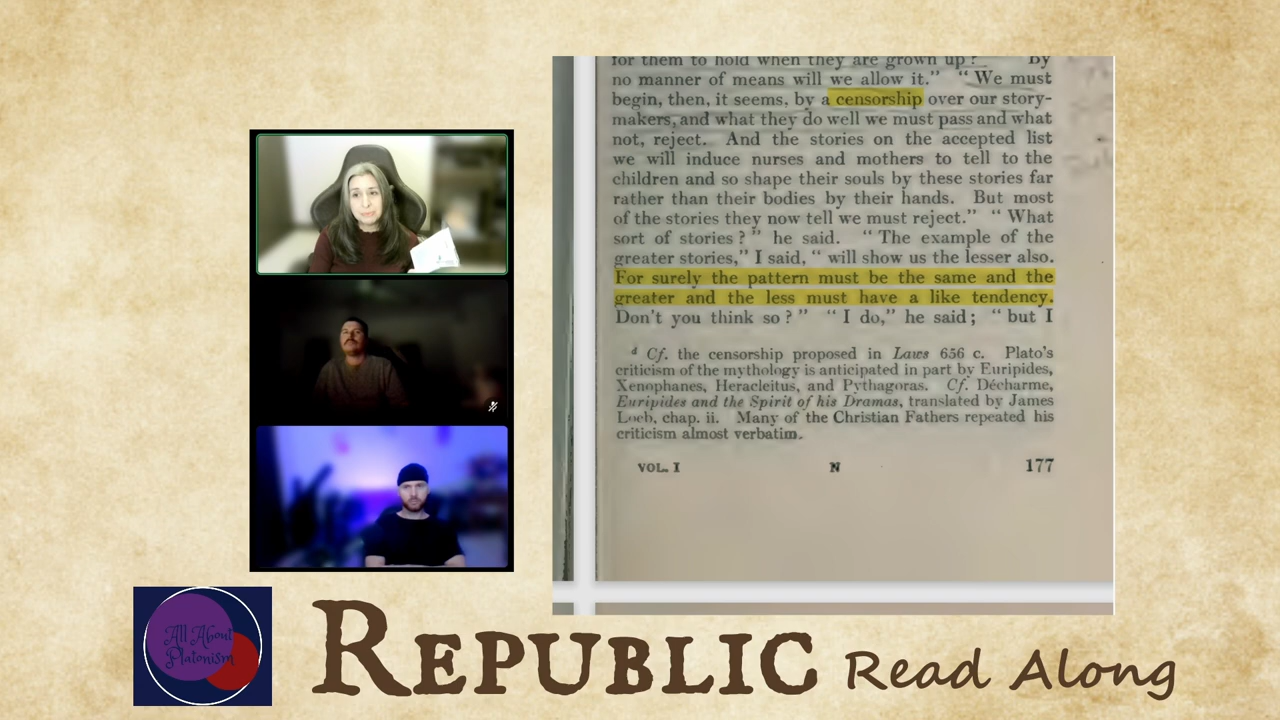 for them to hold when they are grown up?" "By
no manner of means will we allow it." "We must
begin, then, it seems, by a censorship over our story-
makers, and what they do well we must pass and what
not, reject. And the stories on the accepted list
we will induce nurses and mothers to tell to the
children and so shape their souls by these stories far
rather than their bodies by their hands. But most
of the stories they now tell we must reject." "What
sort of stories?" he said. "The example of the
greater stories," I said, "will show us the lesser also.
For surely the pattern must be the same and the
greater and the less must have a like tendency.
Don't you think so?" "I do," he said; "but I
d Cf. the censorship proposed in Laws 656 c. Plato's
criticism of the mythology is anticipated in part by Euripides,
Xenophanes, Heracleitus, and Pythagoras. Cf. Décharme,
Euripides and the Spirit of his Dramas, translated by James
Loeb, chap. ii. Many of the Christian Fathers repeated his
criticism almost verbatim.
VOL. I N 177
All About
Platonism
REPUBLIC Read Along